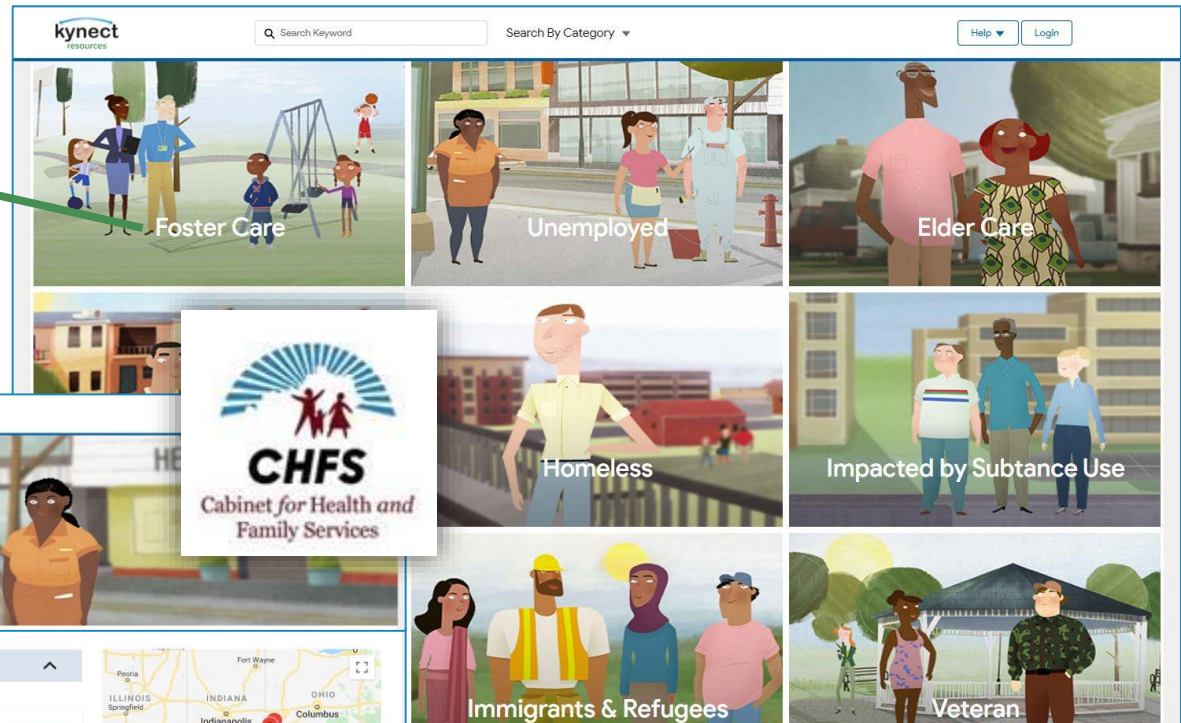 kynect
resources
Search Keyword
Search By Category
Help
Login
Foster Care
Unemployed
Elder Care
CHFS
Cabinet for Health and
Family Services
Homeless
Impacted by Subtance Use
HE
Immigrants & Refugees
Veteran
Peoria
Fort Wayne
ILLINOIS
Springfield
INDIANA
OHIO
Indianapolis
Columbus